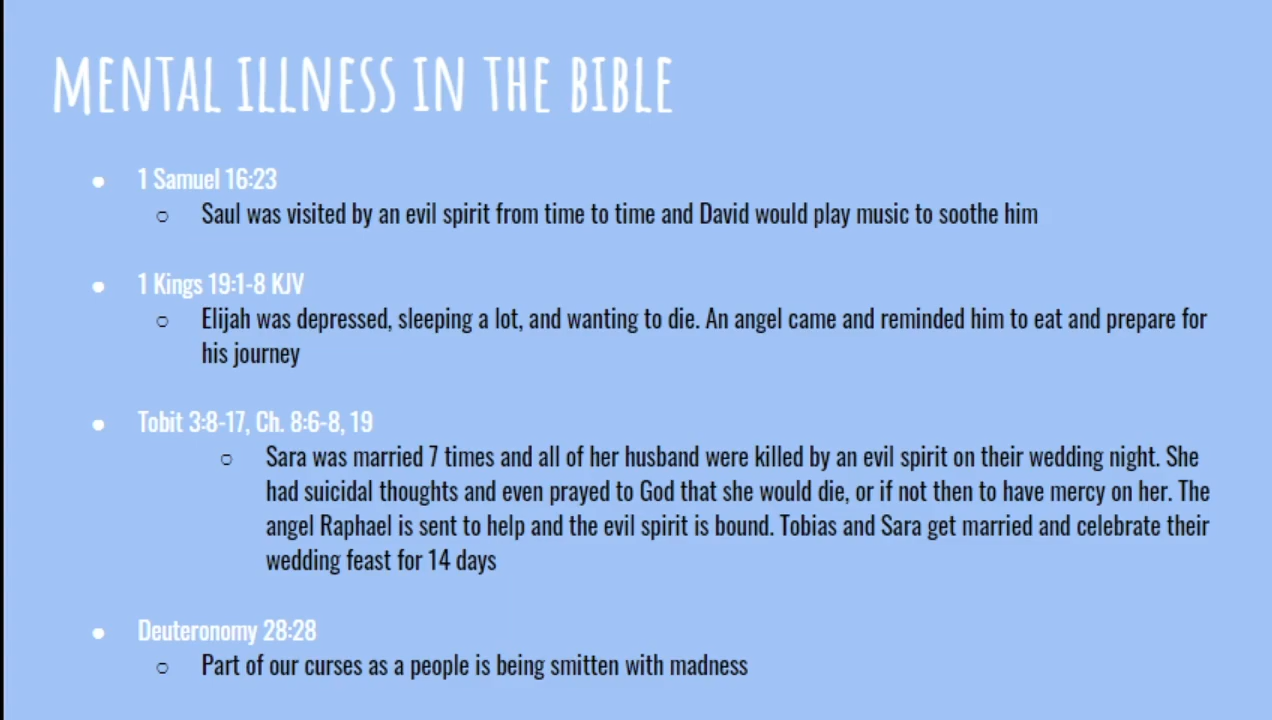 MENTAL ILLNESS IN THE BIBLE
● 1 Samuel 16:23
○ Saul was visited by an evil spirit from time to time and David would play music to soothe him
● 1 Kings 19:1-8 KJV
○ Elijah was depressed, sleeping a lot, and wanting to die. An angel came and reminded him to eat and prepare for
his journey
● Tobit 3:8-17, Ch. 8:6-8, 19
○ Sara was married 7 times and all of her husband were killed by an evil spirit on their wedding night. She
had suicidal thoughts and even prayed to God that she would die, or if not then to have mercy on her. The
angel Raphael is sent to help and the evil spirit is bound. Tobias and Sara get married and celebrate their
wedding feast for 14 days
● Deuteronomy 28:28
○ Part of our curses as a people is being smitten with madness